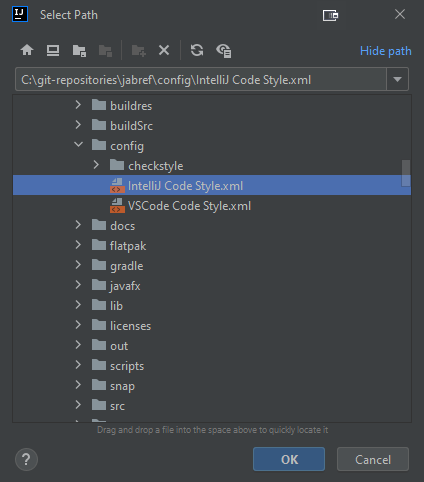 IJ Select Path
Hide path
C:\git-repositories\jabref\config\IntelliJ Code Style.xml
buildres
buildSrc
config
checkstyle
IntelliJ Code Style.xml
VSCode Code Style.xml
docs
flatpak
gradle
javafx
lib
licenses
out
scripts
snap
src
Drag and drop a file into the space above to quickly locate it
? OK Cancel